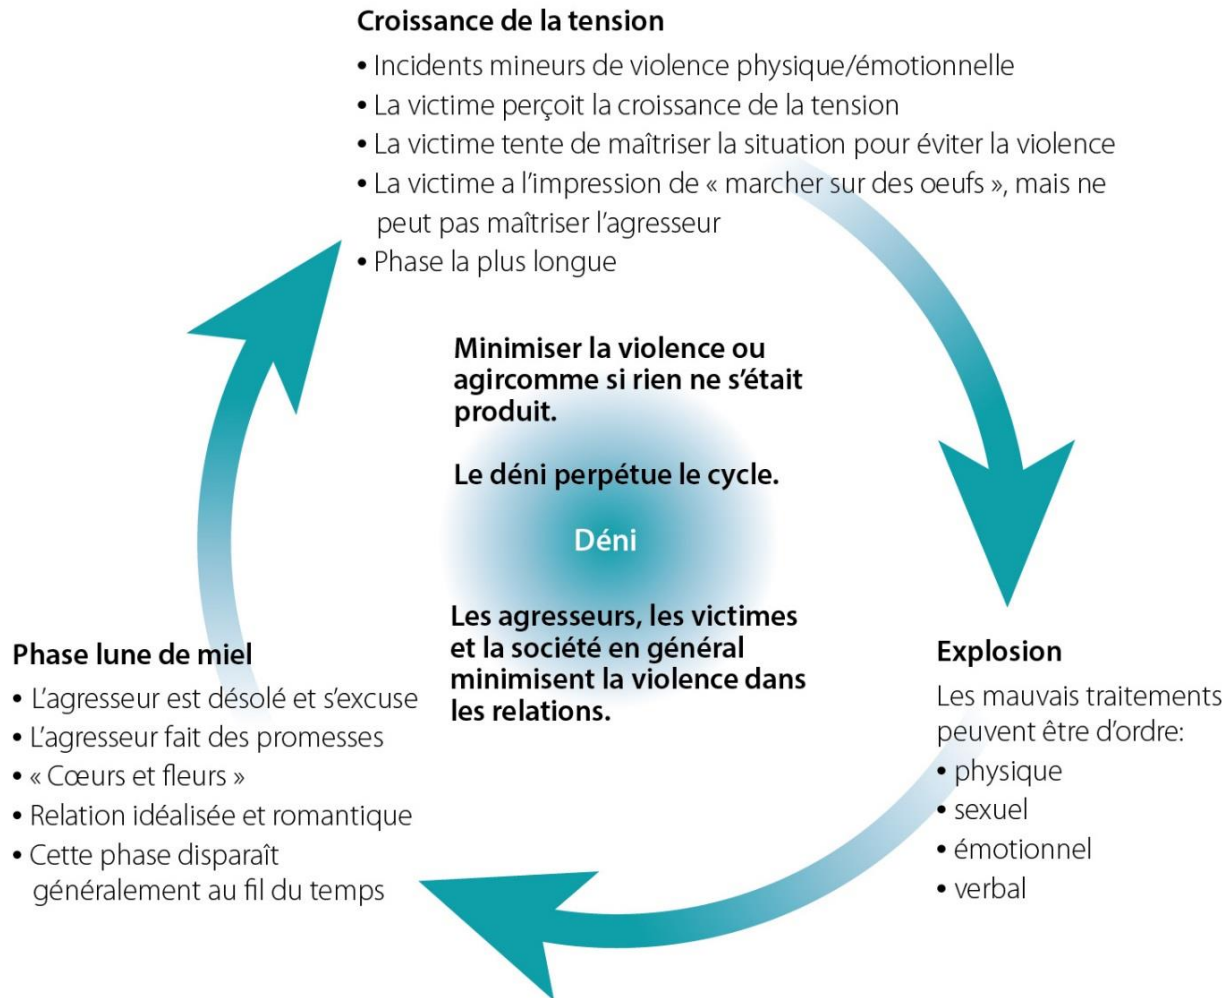 Croissance de la tension
• Incidents mineurs de violence physique/émotionnelle
• La victime perçoit la croissance de la tension
• La victime tente de maîtriser la situation pour éviter la violence
• La victime a l’impression de « marcher sur des oeufs », mais ne
peut pas maîtriser l’agresseur
• Phase la plus longue
Minimiser la violence ou
agircomme si rien ne s’était
produit.
Le déni perpétue le cycle.
Déni
Les agresseurs, les victimes
et la société en général
minimisent la violence dans
les relations.
Explosion
Les mauvais traitements
peuvent être d’ordre:
• physique
• sexuel
• émotionnel
• verbal
Phase lune de miel
• L’agresseur est désolé et s’excuse
• L’agresseur fait des promesses
• « Cœurs et fleurs »
• Relation idéalisée et romantique
• Cette phase disparaît
généralement au fil du temps